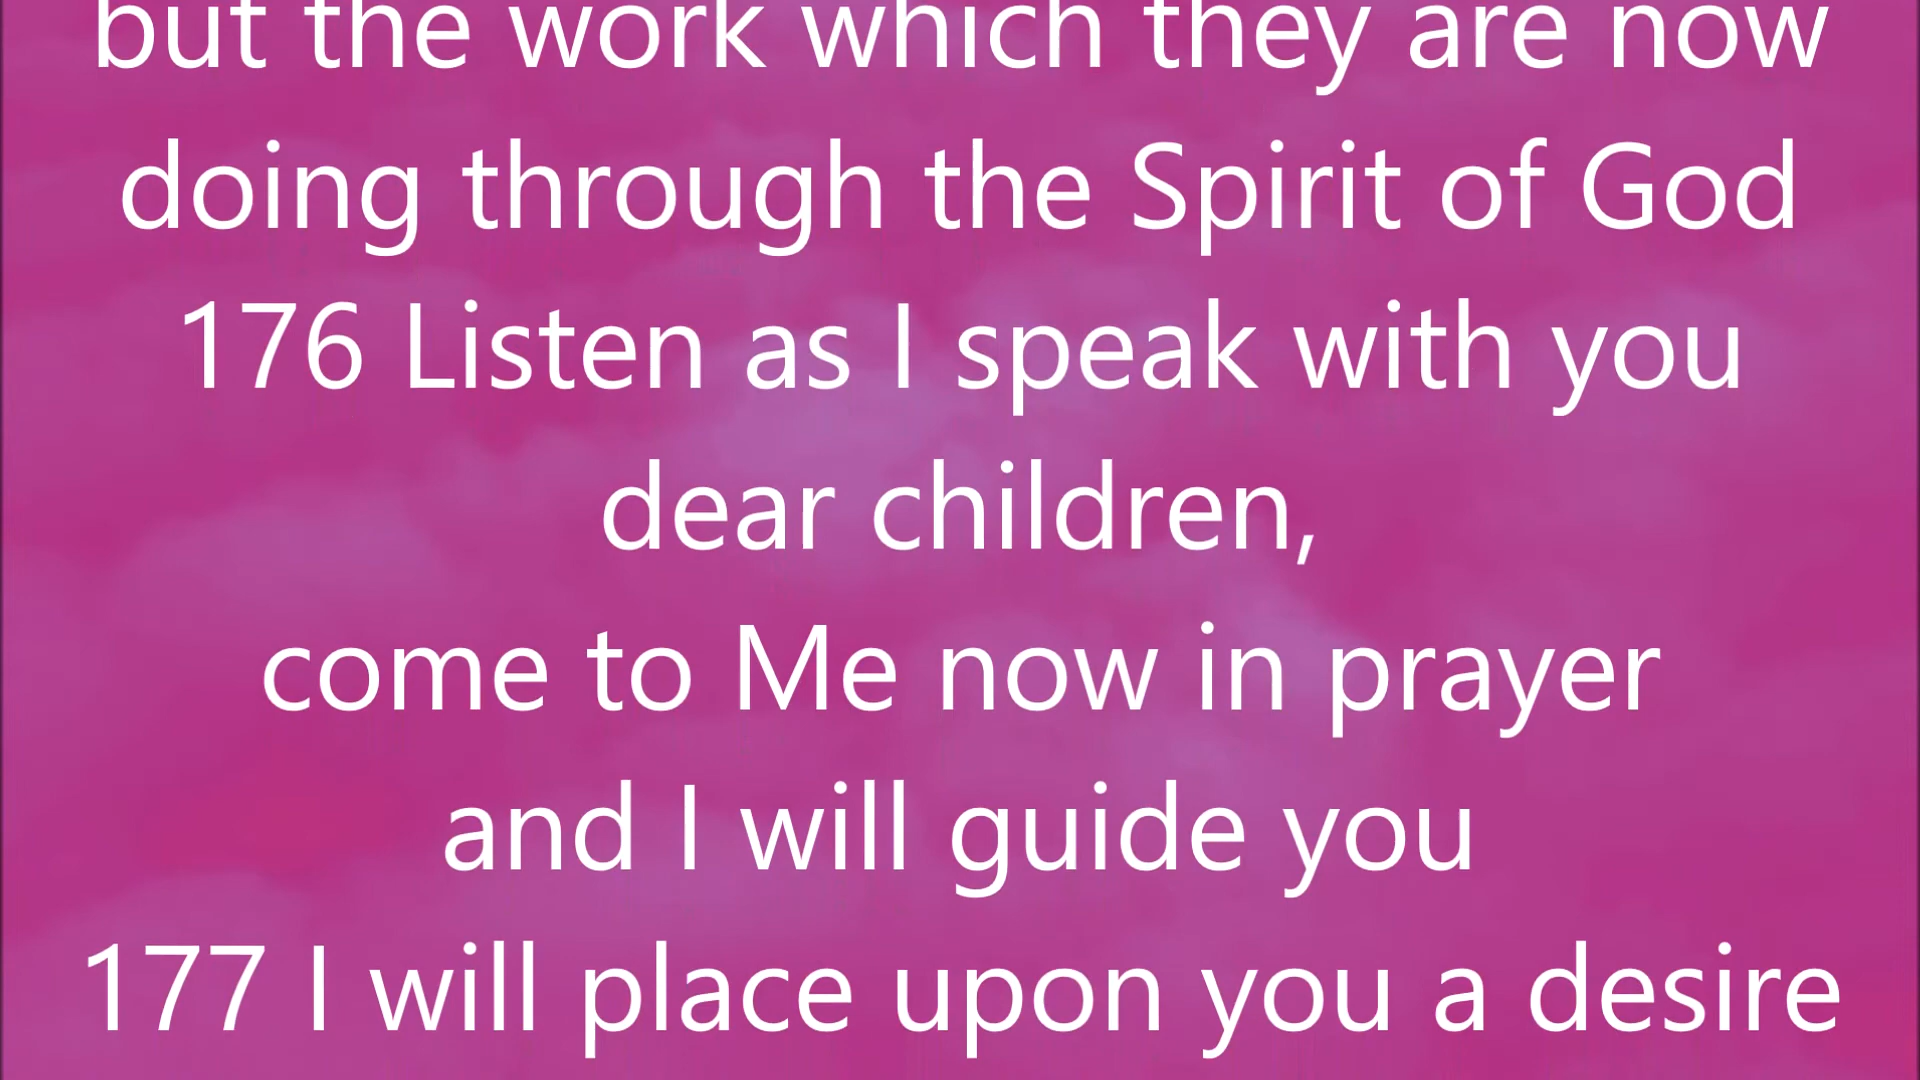 but the work which they are now
doing through the Spirit of God
176 Listen as I speak with you
dear children,
come to Me now in prayer
and I will guide you
177 I will place upon you a desire